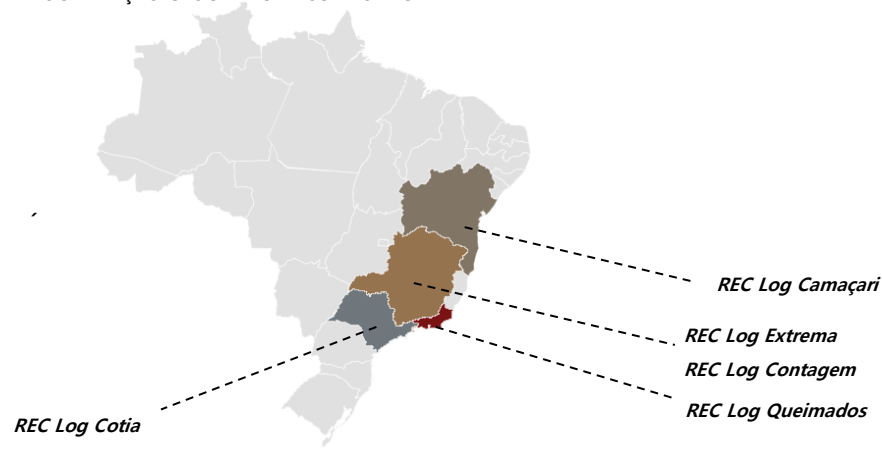 REC Log Camaçari
REC Log Extrema
REC Log Contagem
REC Log Queimados
REC Log Cotia